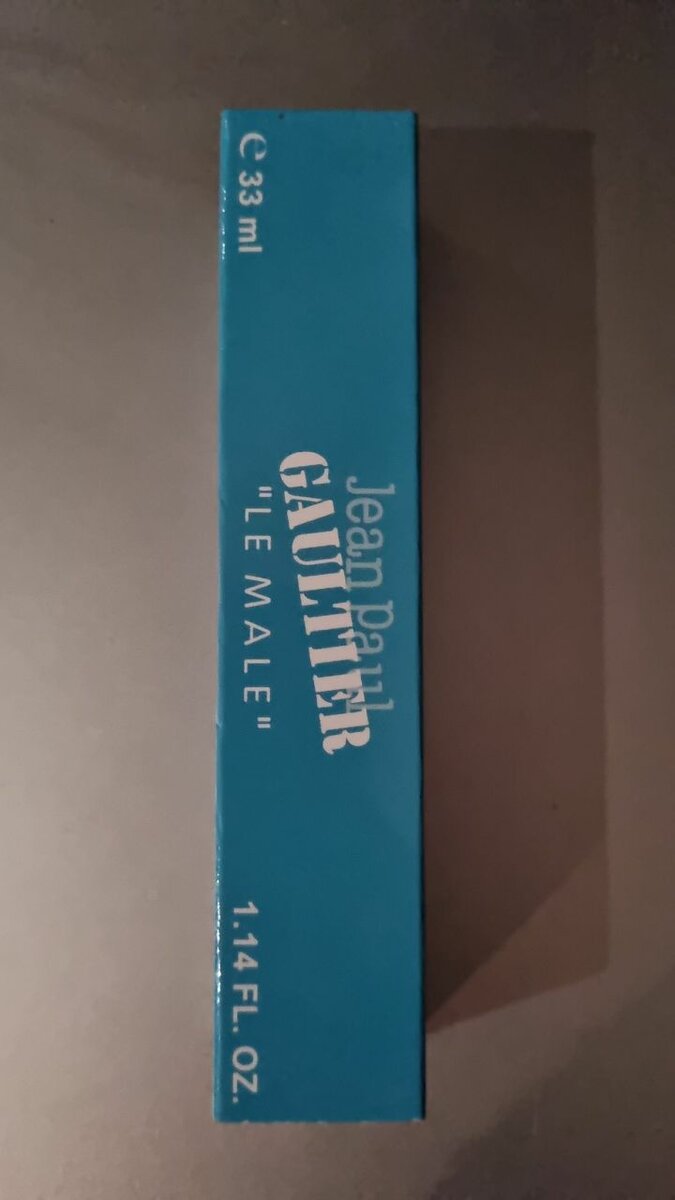 Jean Paul
GAULTIER
"LE MALE"
℮ 33 ml
1.14 FL. OZ.